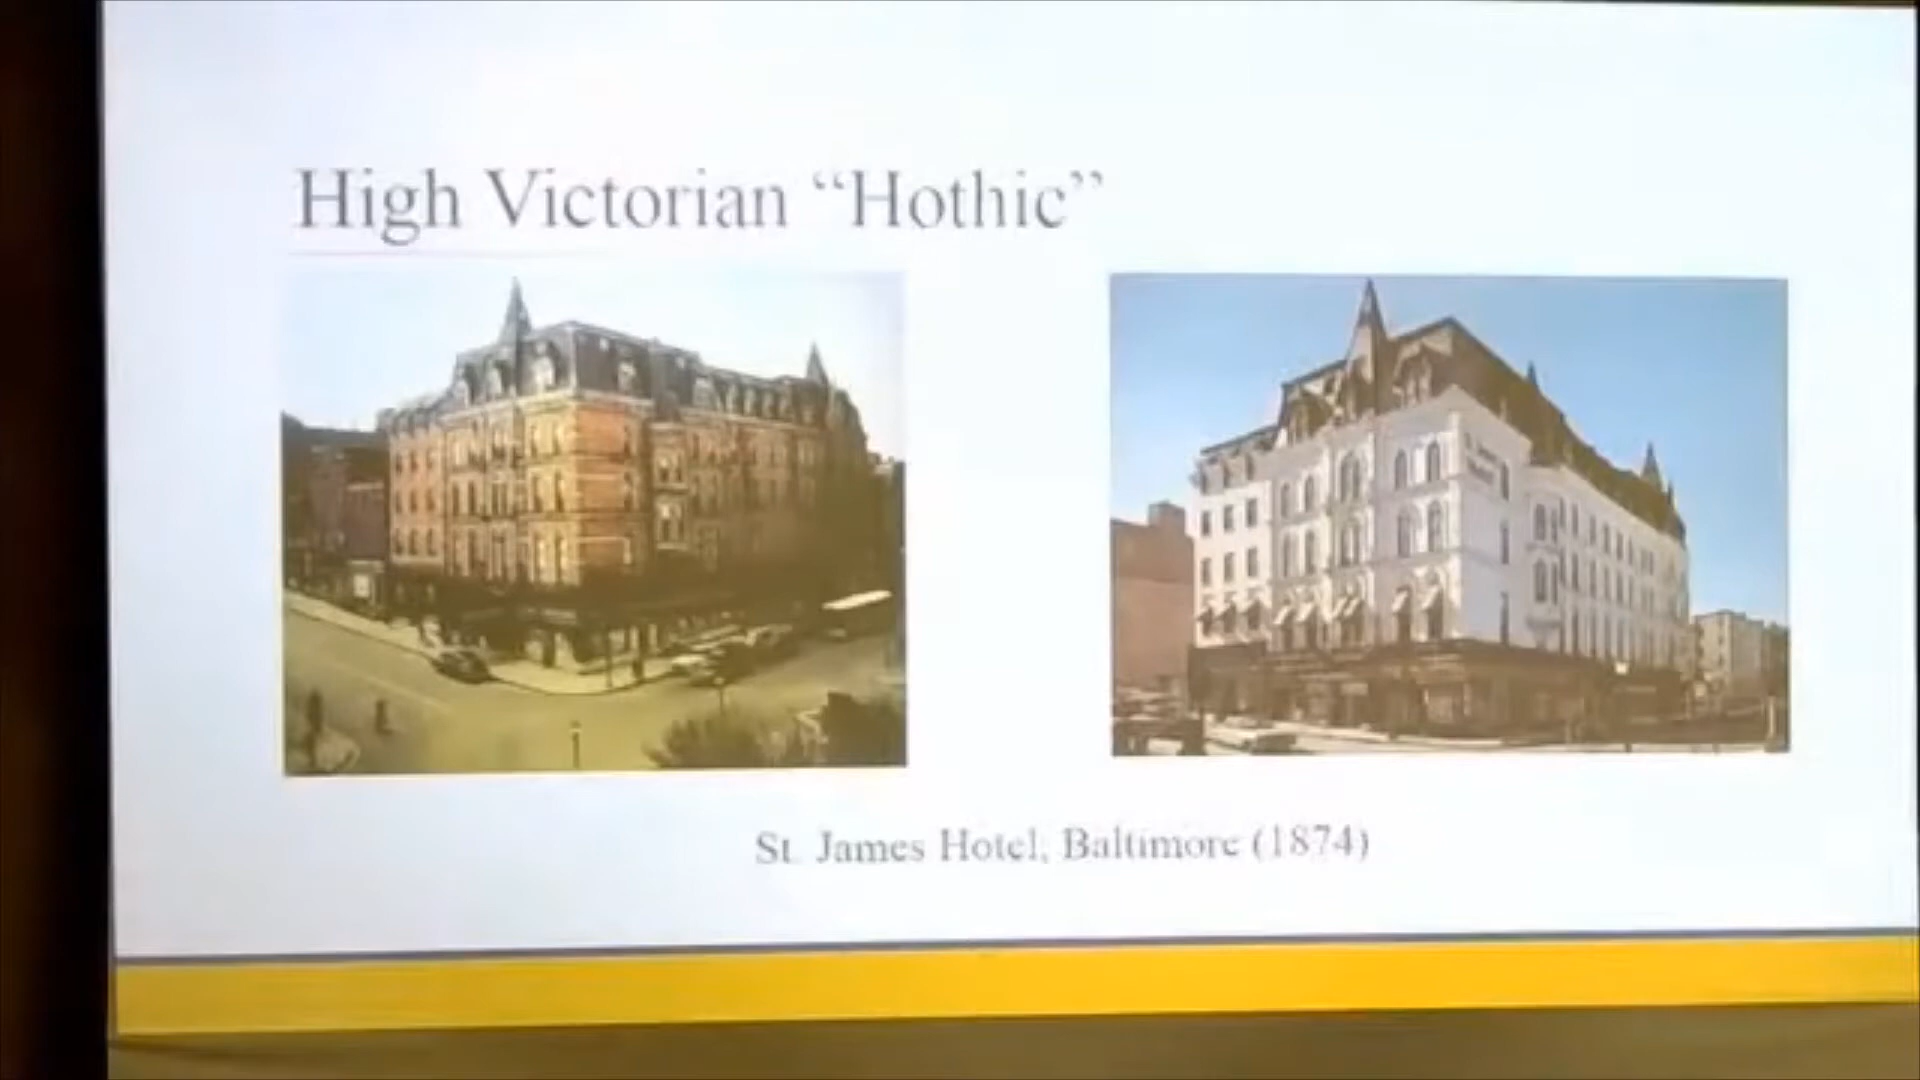 High Victorian “Hothic”
St. James Hotel, Baltimore (1874)